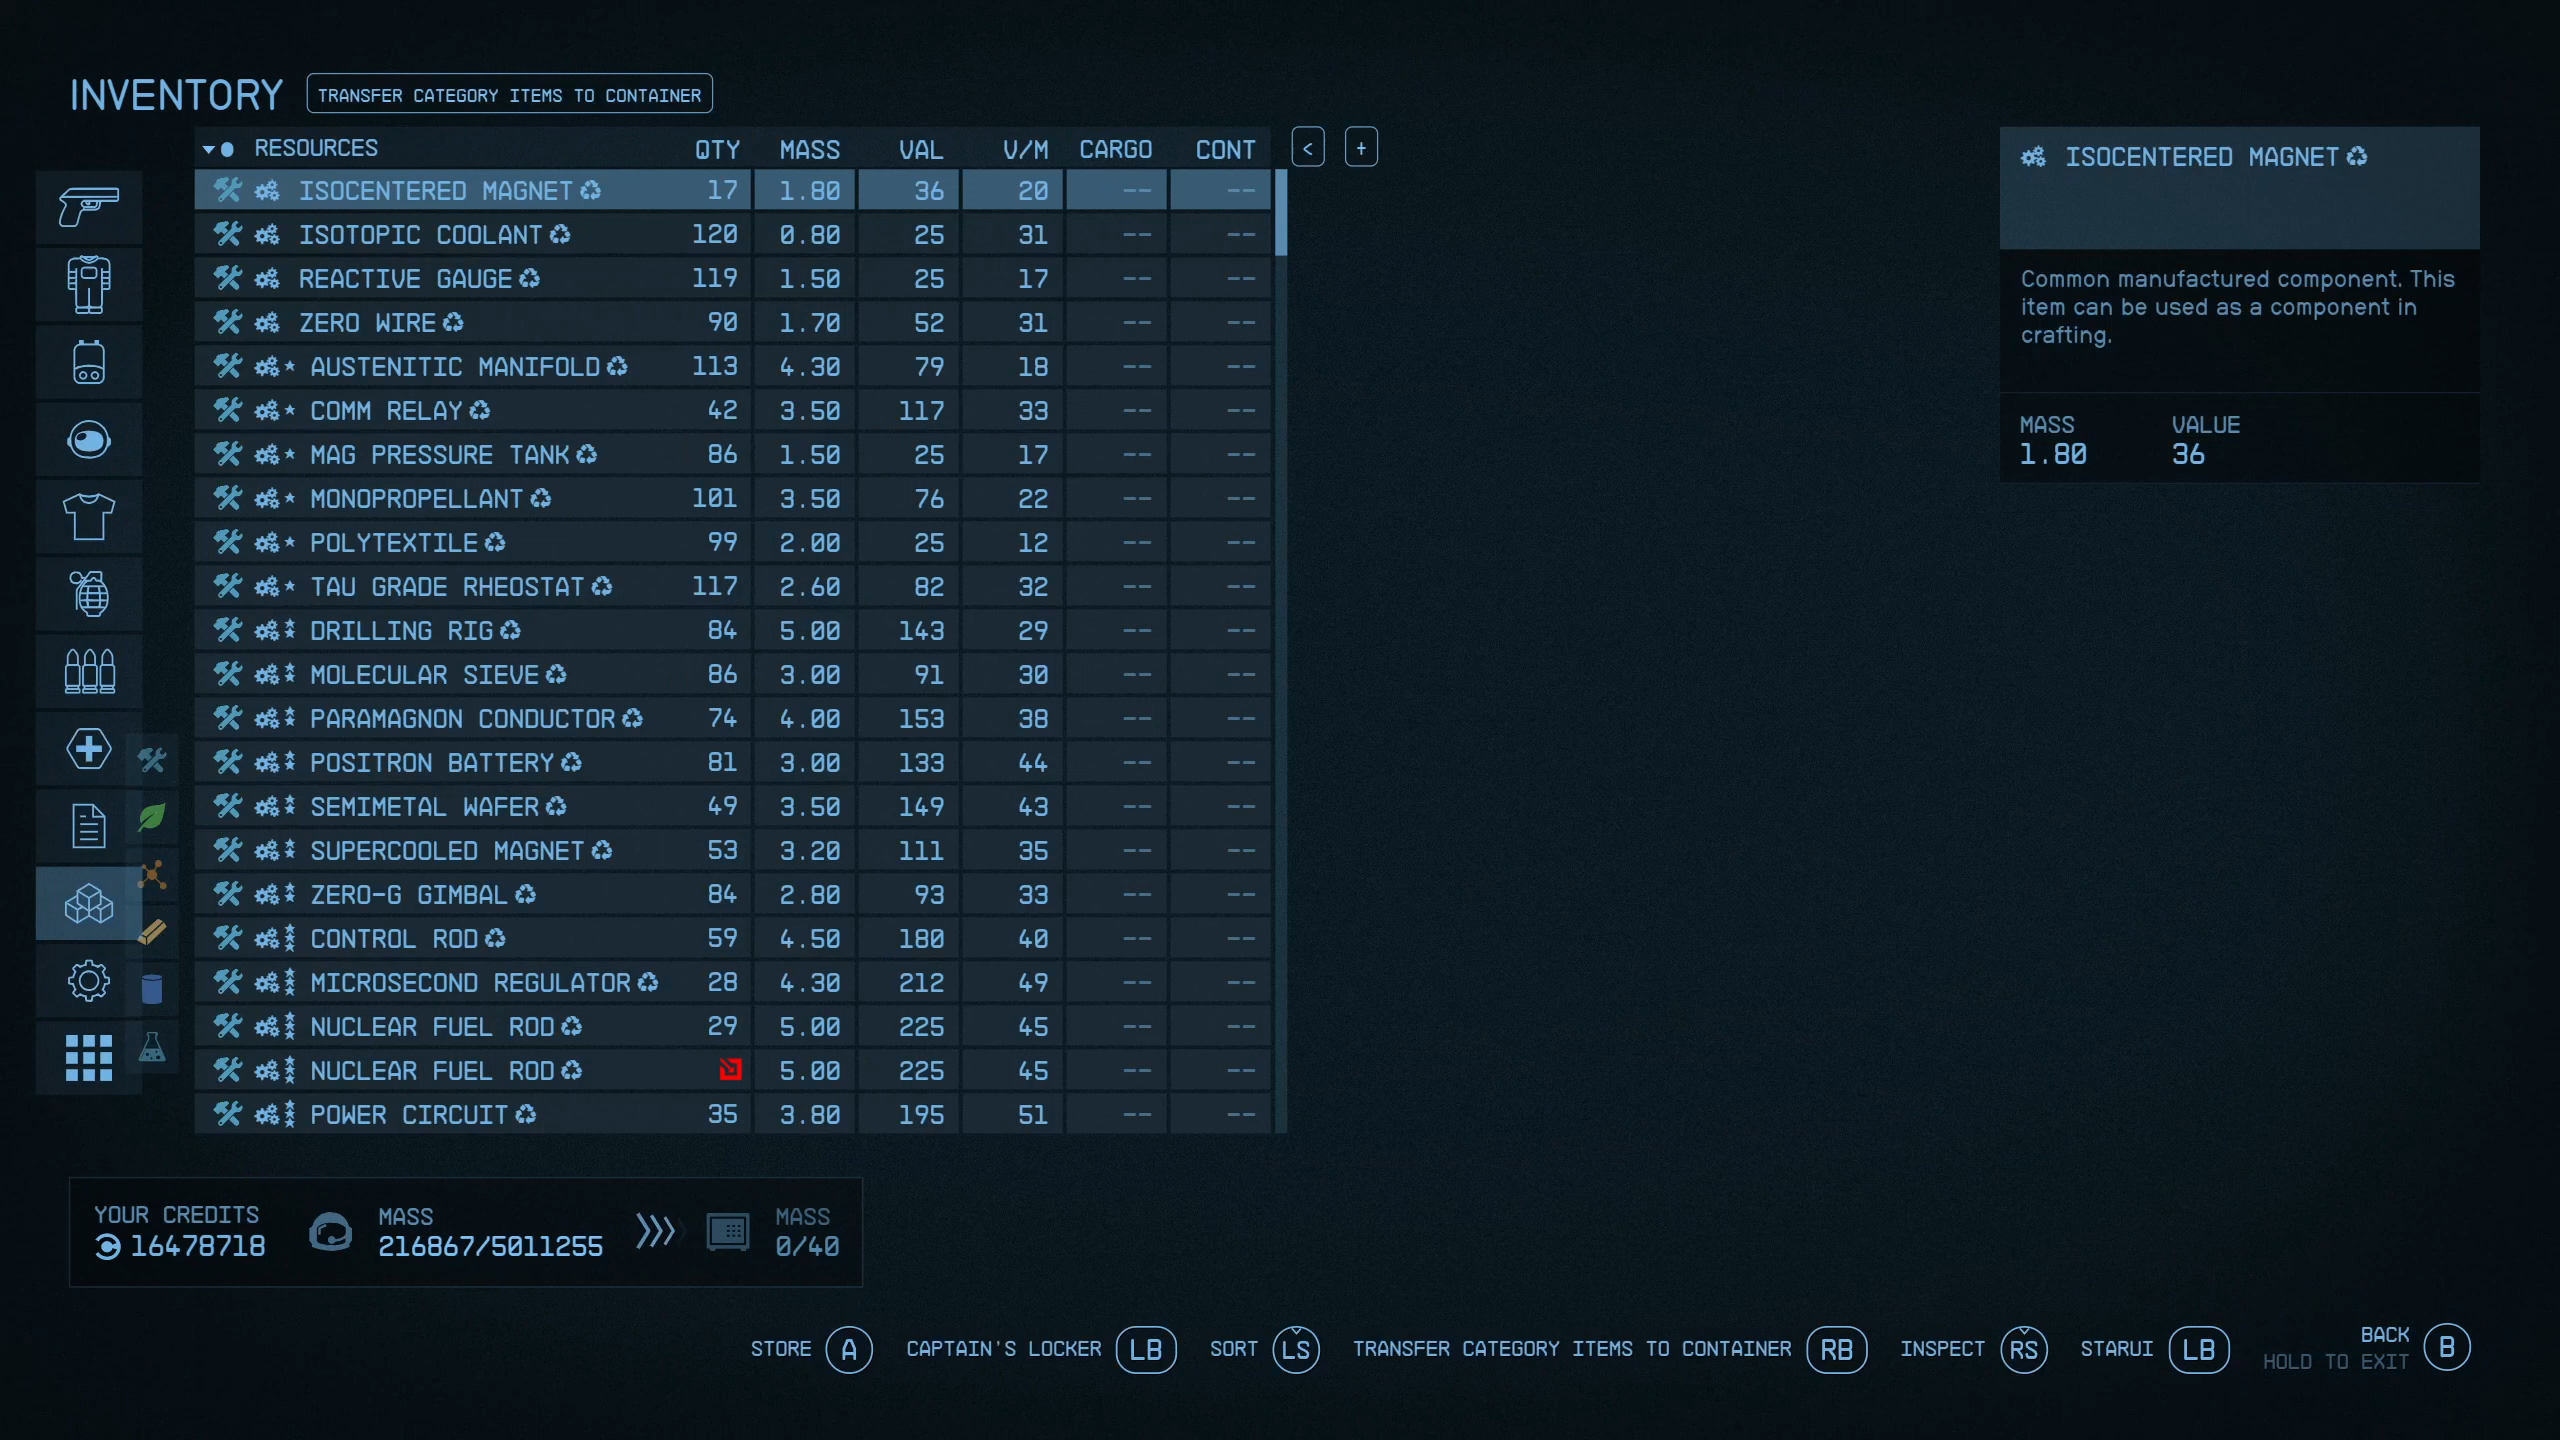 INVENTORY TRANSFER CATEGORY ITEMS TO CONTAINER
RESOURCES QTY MASS VAL V/M CARGO CONT < +
ISOCENTERED MAGNET 17 1.80 36 20 -- --
ISOTOPIC COOLANT 120 0.80 25 31 -- --
REACTIVE GAUGE 119 1.50 25 17 -- --
ZERO WIRE 90 1.70 52 31 -- --
AUSTENITIC MANIFOLD 113 4.30 79 18 -- --
COMM RELAY 42 3.50 117 33 -- --
MAG PRESSURE TANK 86 1.50 25 17 -- --
MONOPROPELLANT 101 3.50 76 22 -- --
POLYTEXTILE 99 2.00 25 12 -- --
TAU GRADE RHEOSTAT 117 2.60 82 32 -- --
DRILLING RIG 84 5.00 143 29 -- --
MOLECULAR SIEVE 86 3.00 91 30 -- --
PARAMAGNON CONDUCTOR 74 4.00 153 38 -- --
POSITRON BATTERY 81 3.00 133 44 -- --
SEMIMETAL WAFER 49 3.50 149 43 -- --
SUPERCOOLED MAGNET 53 3.20 111 35 -- --
ZERO-G GIMBAL 84 2.80 93 33 -- --
CONTROL ROD 59 4.50 180 40 -- --
MICROSECOND REGULATOR 28 4.30 212 49 -- --
NUCLEAR FUEL ROD 29 5.00 225 45 -- --
NUCLEAR FUEL ROD 5.00 225 45 -- --
POWER CIRCUIT 35 3.80 195 51 -- --
ISOCENTERED MAGNET
Common manufactured component. This
item can be used as a component in
crafting.
MASS VALUE
1.80 36
YOUR CREDITS MASS MASS
16478718 216867/5011255 0/40
STORE A CAPTAIN'S LOCKER LB SORT LS TRANSFER CATEGORY ITEMS TO CONTAINER RB INSPECT RS STARUI LB BACK B
HOLD TO EXIT